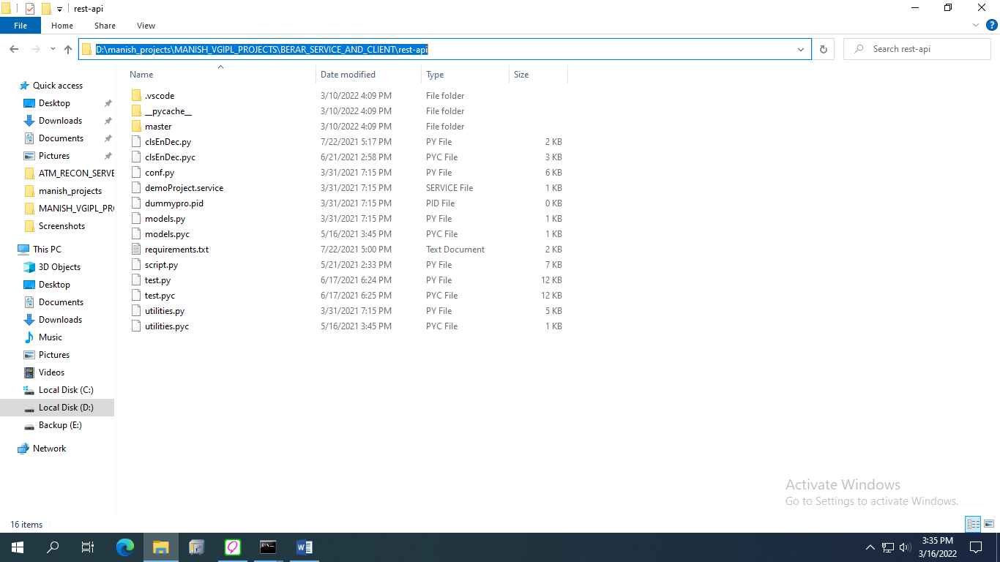 rest-api
File Home Share View
D:\manish_projects\MANISH_VGIPL_PROJECTS\BERAR_SERVICE_AND_CLIENT\rest-api
Search rest-api
Quick access
Desktop
Downloads
Documents
Pictures
ATM_RECON_SERVE
manish_projects
MANISH_VGIPL_PR
Screenshots
This PC
3D Objects
Desktop
Documents
Downloads
Music
Pictures
Videos
Local Disk (C:)
Local Disk (D:)
Backup (E:)
Network
Name Date modified Type Size
.vscode 3/10/2022 4:09 PM File folder
__pycache__ 3/10/2022 4:09 PM File folder
master 3/10/2022 4:09 PM File folder
clsEnDec.py 7/22/2021 5:17 PM PY File 2 KB
clsEnDec.pyc 6/21/2021 2:58 PM PYC File 3 KB
conf.py 3/31/2021 7:15 PM PY File 6 KB
demoProject.service 3/31/2021 7:15 PM SERVICE File 1 KB
dummypro.pid 3/31/2021 7:15 PM PID File 0 KB
models.py 3/31/2021 7:15 PM PY File 1 KB
models.pyc 5/16/2021 3:45 PM PYC File 1 KB
requirements.txt 7/22/2021 5:00 PM Text Document 2 KB
script.py 5/21/2021 2:33 PM PY File 7 KB
test.py 6/17/2021 6:24 PM PY File 12 KB
test.pyc 6/17/2021 6:25 PM PYC File 12 KB
utilities.py 3/31/2021 7:15 PM PY File 5 KB
utilities.pyc 5/16/2021 3:45 PM PYC File 1 KB
Activate Windows
Go to Settings to activate Windows.
16 items
3:35 PM
3/16/2022